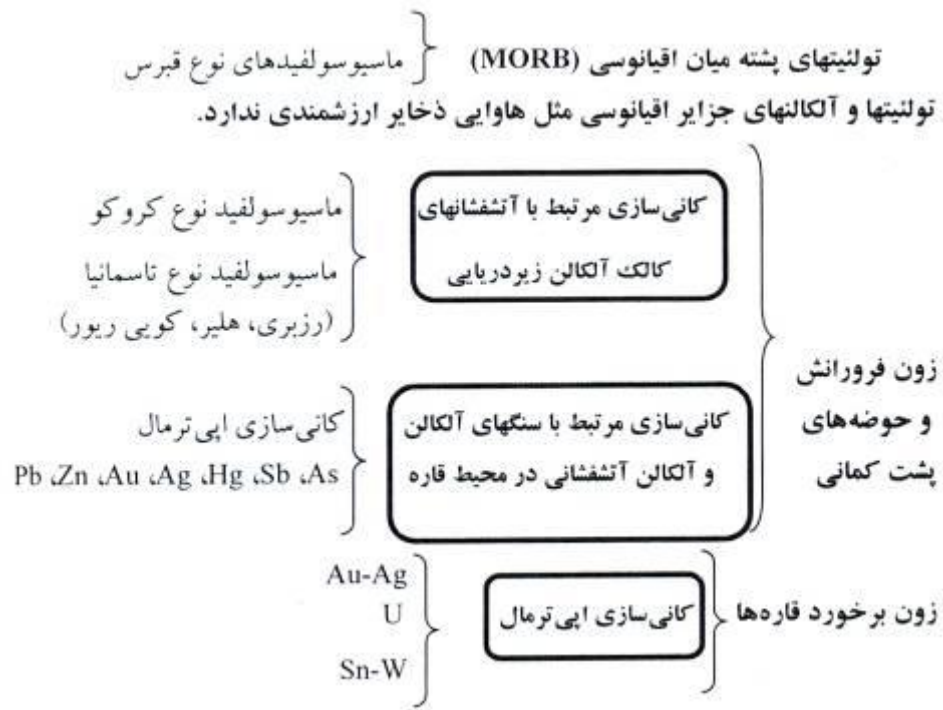 تولئیتهای پشته میان اقیانوسی (MORB) ماسیوسولفیدهای نوع قبرس
تولئیتها و آلکالنهای جزایر اقیانوسی مثل هاوایی ذخایر ارزشمندی ندارد.
زون فرورانش
و حوضه‌های
پشت کمانی
کانی‌سازی مرتبط با آتشفشانهای
کالک آلکالن زیردریایی
ماسیوسولفید نوع کروکو
ماسیوسولفید نوع تاسمانیا
(رزبری، هلیر، کویی ریور)
کانی‌سازی مرتبط با سنگهای آلکالن
و آلکالن آتشفشانی در محیط قاره
کانی‌سازی اپی‌ترمال
Pb ،Zn ،Au ،Ag ،Hg ،Sb ،As
زون برخورد قاره‌ها
کانی‌سازی اپی‌ترمال
Au-Ag
U
Sn-W